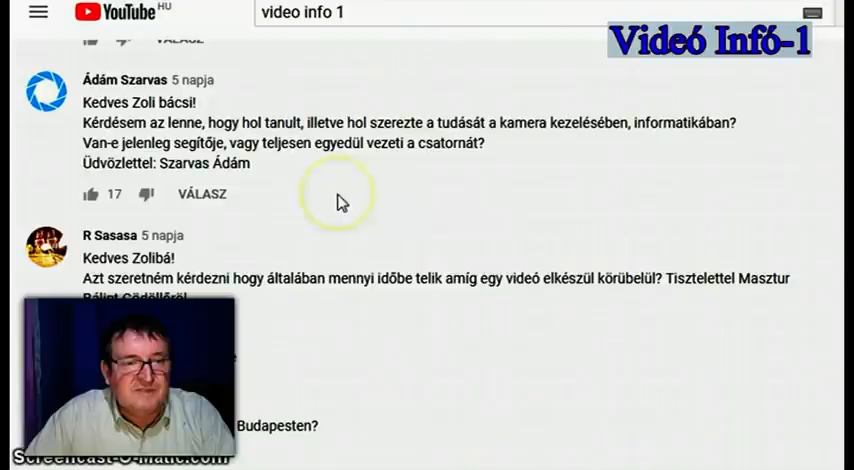 YouTube HU
video info 1
Videó Infó-1
VÁLASZ
Ádám Szarvas 5 napja
Kedves Zoli bácsi!
Kérdésem az lenne, hogy hol tanult, illetve hol szerezte a tudását a kamera kezelésében, informatikában?
Van-e jelenleg segítője, vagy teljesen egyedül vezeti a csatornát?
Üdvözlettel: Szarvas Ádám
17 VÁLASZ
R Sasasa 5 napja
Kedves Zolibá!
Azt szeretném kérdezni hogy általában mennyi időbe telik amíg egy videó elkészül körübelül? Tisztelettel Masztur
Bálint Gödöllőről
Budapesten?
Screencast-O-Matic.com